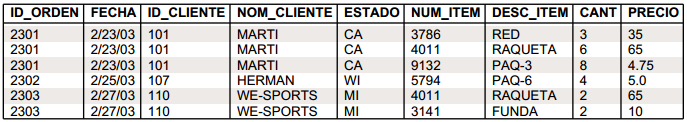 ID_ORDEN FECHA ID_CLIENTE NOM_CLIENTE ESTADO NUM_ITEM DESC_ITEM CANT PRECIO
2301 2/23/03 101 MARTI CA 3786 RED 3 35
2301 2/23/03 101 MARTI CA 4011 RAQUETA 6 65
2301 2/23/03 101 MARTI CA 9132 PAQ-3 8 4.75
2302 2/25/03 107 HERMAN WI 5794 PAQ-6 4 5.0
2303 2/27/03 110 WE-SPORTS MI 4011 RAQUETA 2 65
2303 2/27/03 110 WE-SPORTS MI 3141 FUNDA 2 10